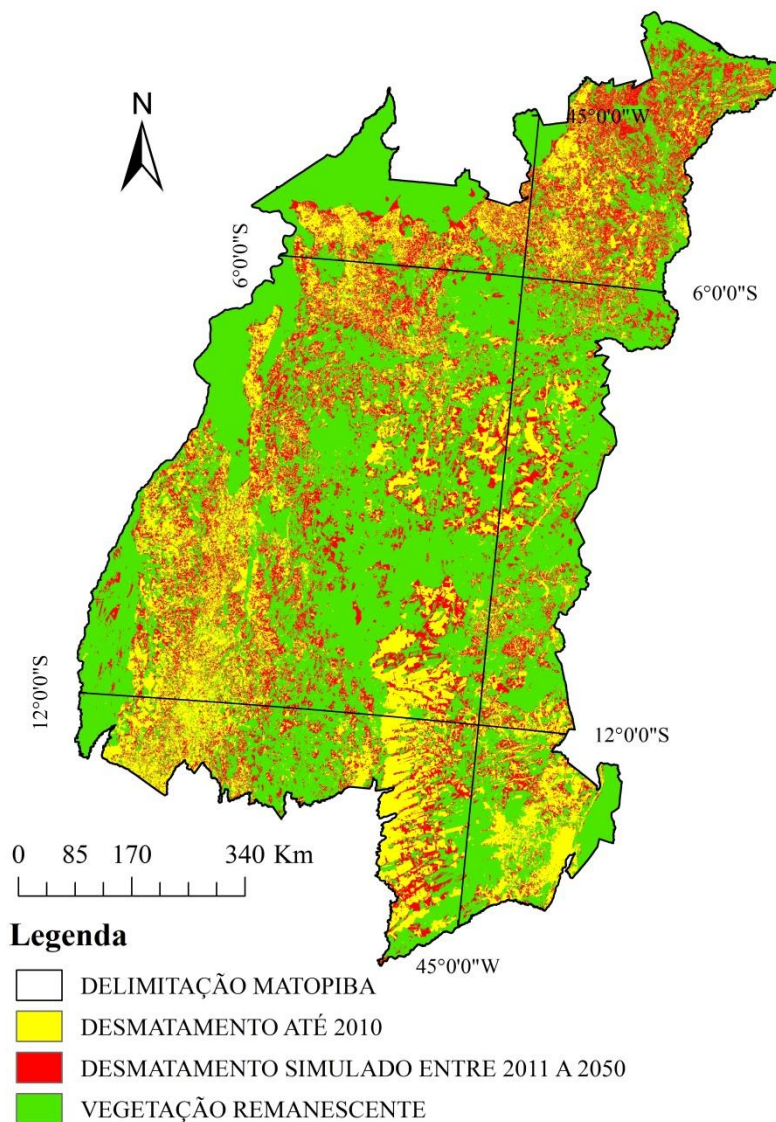 N
45°0'0"W
6°0'0"S
6°0'0"S
12°0'0"S
12°0'0"S
0 85 170 340 Km
45°0'0"W
Legenda
DELIMITAÇÃO MATOPIBA
DESMATAMENTO ATÉ 2010
DESMATAMENTO SIMULADO ENTRE 2011 A 2050
VEGETAÇÃO REMANESCENTE